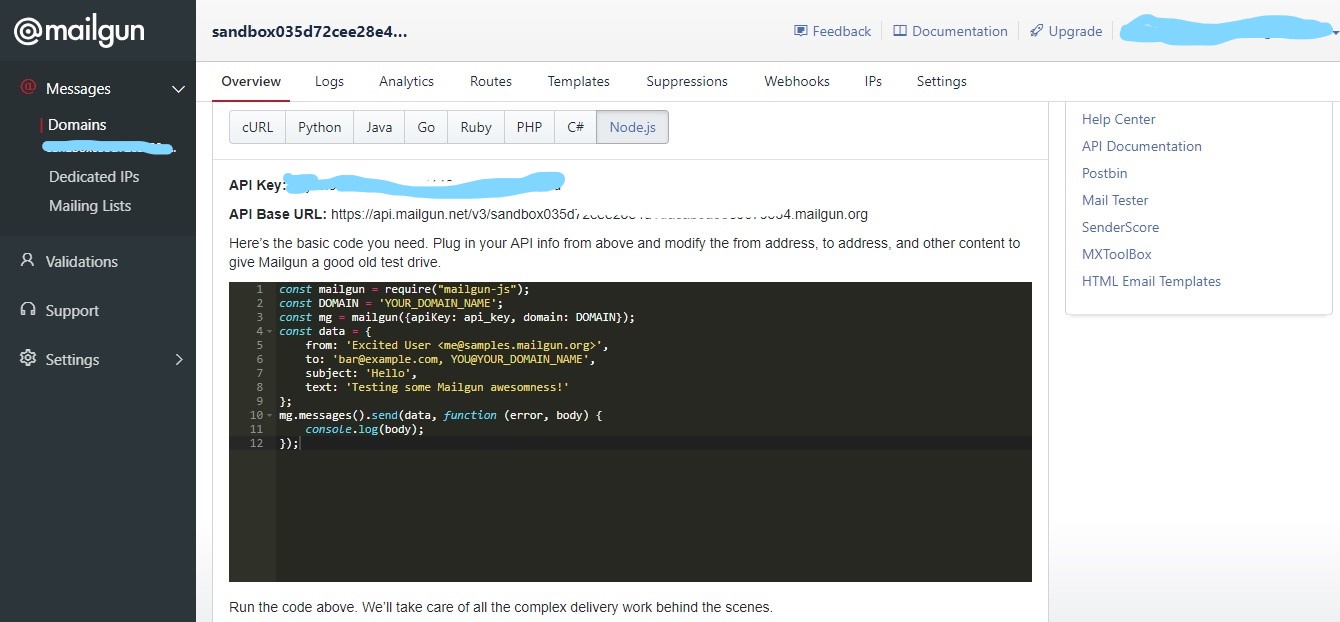 @mailgun
sandbox035d72cee28e4...
Feedback
Documentation
Upgrade
Messages
Domains
Dedicated IPs
Mailing Lists
Validations
Support
Settings
Overview Logs Analytics Routes Templates Suppressions Webhooks IPs Settings
cURL Python Java Go Ruby PHP C# Node.js
API Key:
API Base URL: https://api.mailgun.net/v3/sandbox035d72 4.mailgun.org
Here's the basic code you need. Plug in your API info from above and modify the from address, to address, and other content to
give Mailgun a good old test drive.
1 const mailgun = require("mailgun-js");
2 const DOMAIN = 'YOUR_DOMAIN_NAME';
3 const mg = mailgun({apiKey: api_key, domain: DOMAIN});
4 const data = {
5 from: 'Excited User <me@samples.mailgun.org>',
6 to: 'bar@example.com, YOU@YOUR_DOMAIN_NAME',
7 subject: 'Hello',
8 text: 'Testing some Mailgun awesomness!'
9 };
10 mg.messages().send(data, function (error, body) {
11 console.log(body);
12 });
Run the code above. We'll take care of all the complex delivery work behind the scenes.
Help Center
API Documentation
Postbin
Mail Tester
SenderScore
MXToolBox
HTML Email Templates